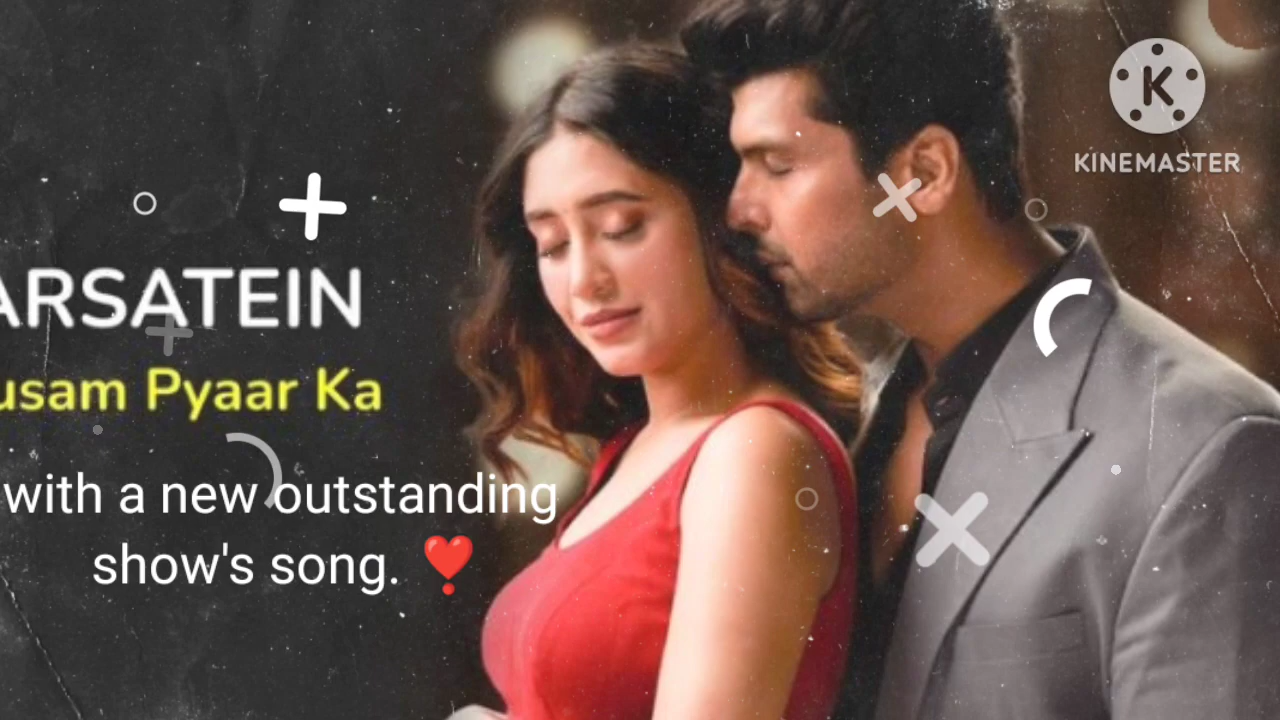 K
KINEMASTER
ARSATEIN
usam Pyaar Ka
with a new outstanding
show's song. ❣️